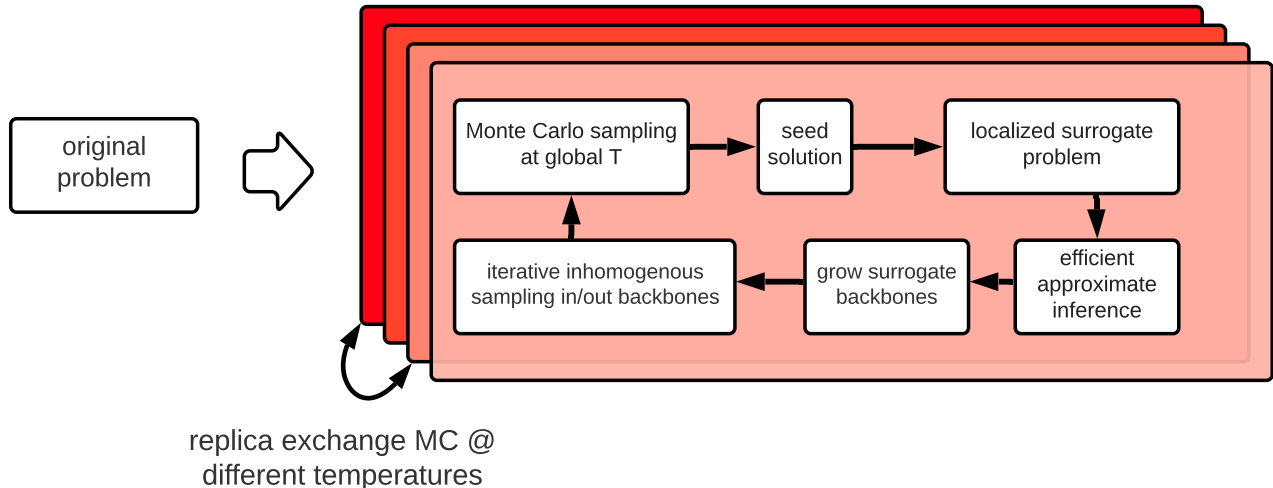 original
problem
Monte Carlo sampling
at global T
seed
solution
localized surrogate
problem
efficient
approximate
inference
grow surrogate
backbones
iterative inhomogenous
sampling in/out backbones
replica exchange MC @
different temperatures